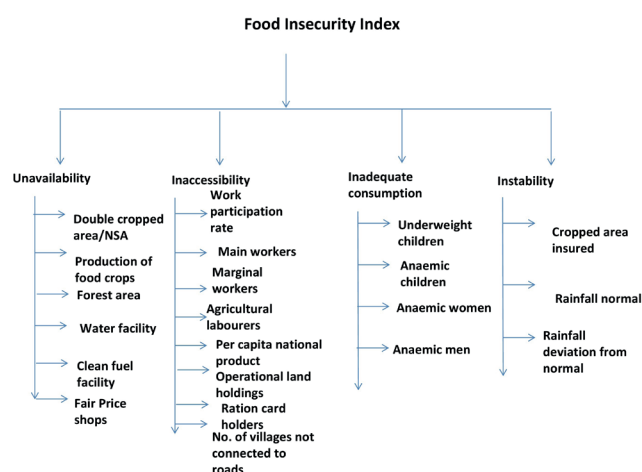 Food Insecurity Index
Unavailability
Double cropped
area/NSA
Production of
food crops
Forest area
Water facility
Clean fuel
facility
Fair Price
shops
Inaccessibility
Work
participation
rate
Main workers
Marginal
workers
Agricultural
labourers
Per capita national
product
Operational land
holdings
Ration card
holders
No. of villages not
connected to
roads
Inadequate
consumption
Underweight
children
Anaemic
children
Anaemic women
Anaemic men
Instability
Cropped area
insured
Rainfall normal
Rainfall
deviation from
normal